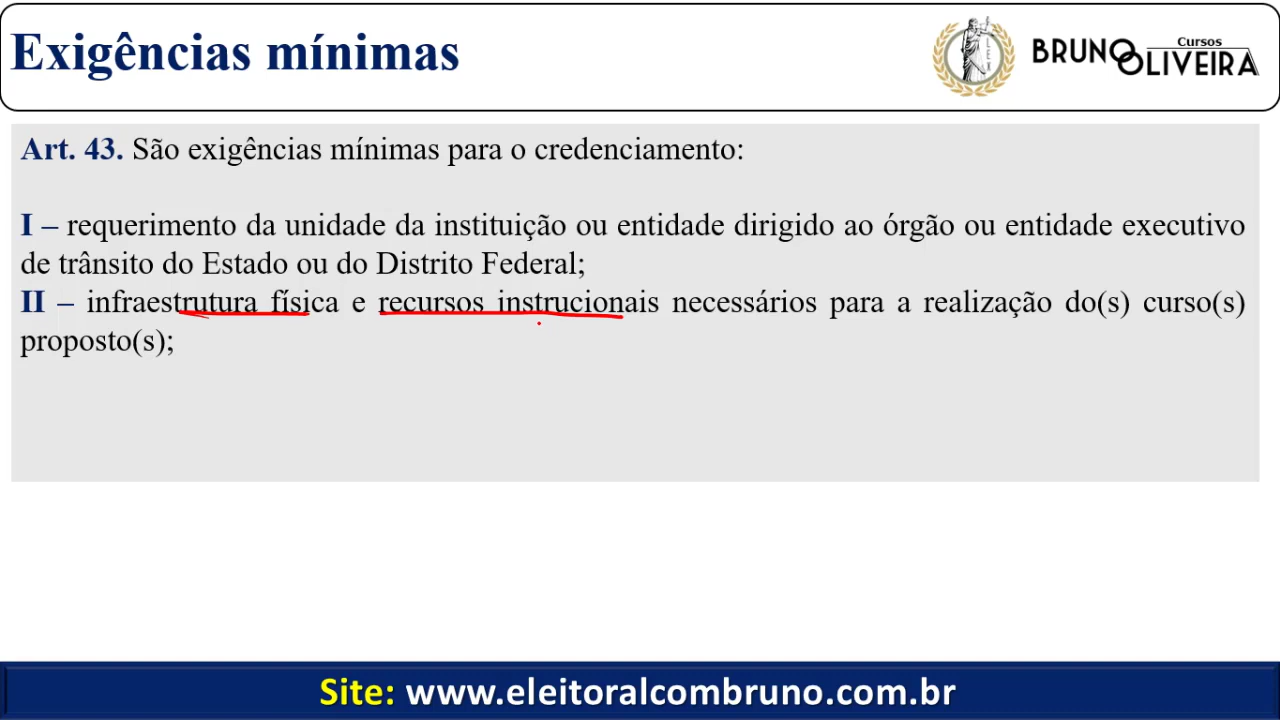 Exigências mínimas
Cursos
BRUNO
OLIVEIRA
LEX
Art. 43. São exigências mínimas para o credenciamento:
I – requerimento da unidade da instituição ou entidade dirigido ao órgão ou entidade executivo
de trânsito do Estado ou do Distrito Federal;
II – infraestrutura física e recursos instrucionais necessários para a realização do(s) curso(s)
proposto(s);
Site: www.eleitoralcombruno.com.br